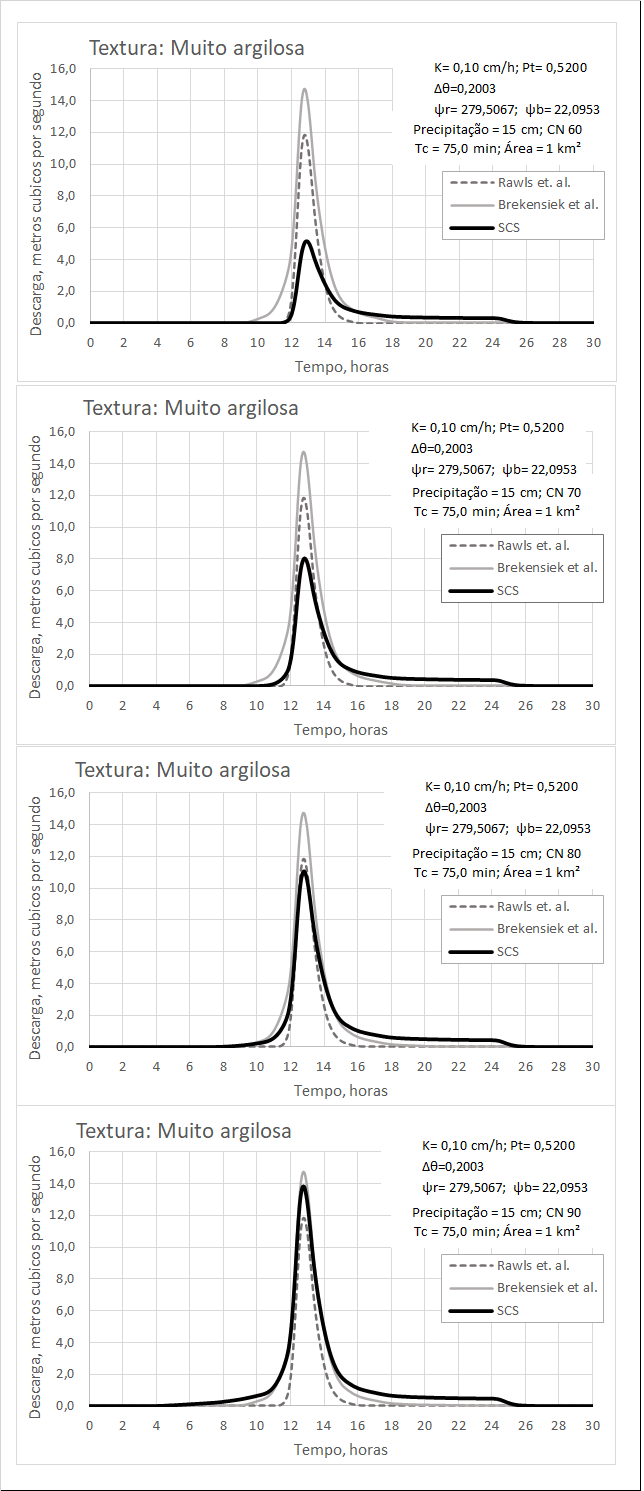 Textura: Muito argilosa
K= 0,10 cm/h; Pt= 0,5200
Δθ=0,2003
ψr= 279,5067; ψb= 22,0953
Precipitação = 15 cm; CN 60
Tc = 75,0 min; Área = 1 km²
Rawls et. al.
Brekensiek et al.
SCS
Descarga, metros cubicos por segundo
16,0
14,0
12,0
10,0
8,0
6,0
4,0
2,0
0,0
0 2 4 6 8 10 12 14 16 18 20 22 24 26 28 30
Tempo, horas
Textura: Muito argilosa
K= 0,10 cm/h; Pt= 0,5200
Δθ=0,2003
ψr= 279,5067; ψb= 22,0953
Precipitação = 15 cm; CN 70
Tc = 75,0 min; Área = 1 km²
Rawls et. al.
Brekensiek et al.
SCS
Descarga, metros cubicos por segundo
16,0
14,0
12,0
10,0
8,0
6,0
4,0
2,0
0,0
0 2 4 6 8 10 12 14 16 18 20 22 24 26 28 30
Tempo, horas
Textura: Muito argilosa
K= 0,10 cm/h; Pt= 0,5200
Δθ=0,2003
ψr= 279,5067; ψb= 22,0953
Precipitação = 15 cm; CN 80
Tc = 75,0 min; Área = 1 km²
Rawls et. al.
Brekensiek et al.
SCS
Descarga, metros cubicos por segundo
16,0
14,0
12,0
10,0
8,0
6,0
4,0
2,0
0,0
0 2 4 6 8 10 12 14 16 18 20 22 24 26 28 30
Tempo, horas
Textura: Muito argilosa
K= 0,10 cm/h; Pt= 0,5200
Δθ=0,2003
ψr= 279,5067; ψb= 22,0953
Precipitação = 15 cm; CN 90
Tc = 75,0 min; Área = 1 km²
Rawls et. al.
Brekensiek et al.
SCS
Descarga, metros cubicos por segundo
16,0
14,0
12,0
10,0
8,0
6,0
4,0
2,0
0,0
0 2 4 6 8 10 12 14 16 18 20 22 24 26 28 30
Tempo, horas